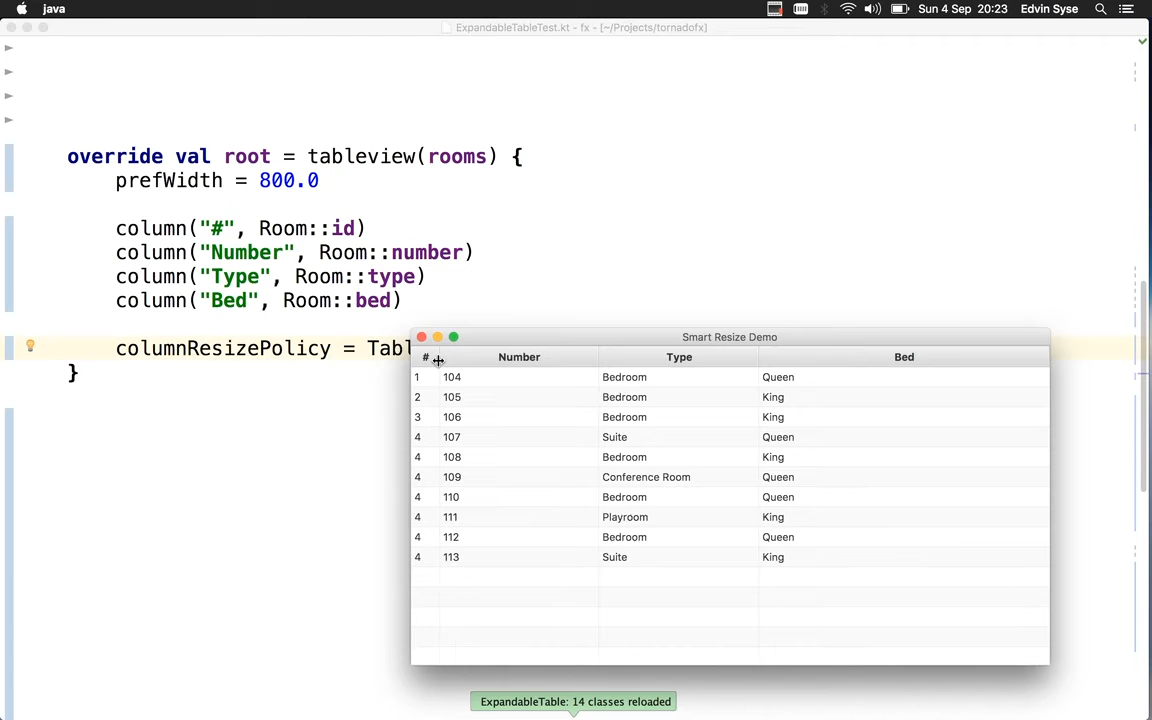 java Sun 4 Sep 20:23 Edvin Syse
ExpandableTableTest.kt - fx - [~/Projects/tornadofx]
override val root = tableview(rooms) {
prefWidth = 800.0
column("#", Room::id)
column("Number", Room::number)
column("Type", Room::type)
column("Bed", Room::bed)
columnResizePolicy = Tabl
}
Smart Resize Demo
# Number Type Bed
1 104 Bedroom Queen
2 105 Bedroom King
3 106 Bedroom King
4 107 Suite Queen
4 108 Bedroom King
4 109 Conference Room Queen
4 110 Bedroom Queen
4 111 Playroom King
4 112 Bedroom Queen
4 113 Suite King
ExpandableTable: 14 classes reloaded